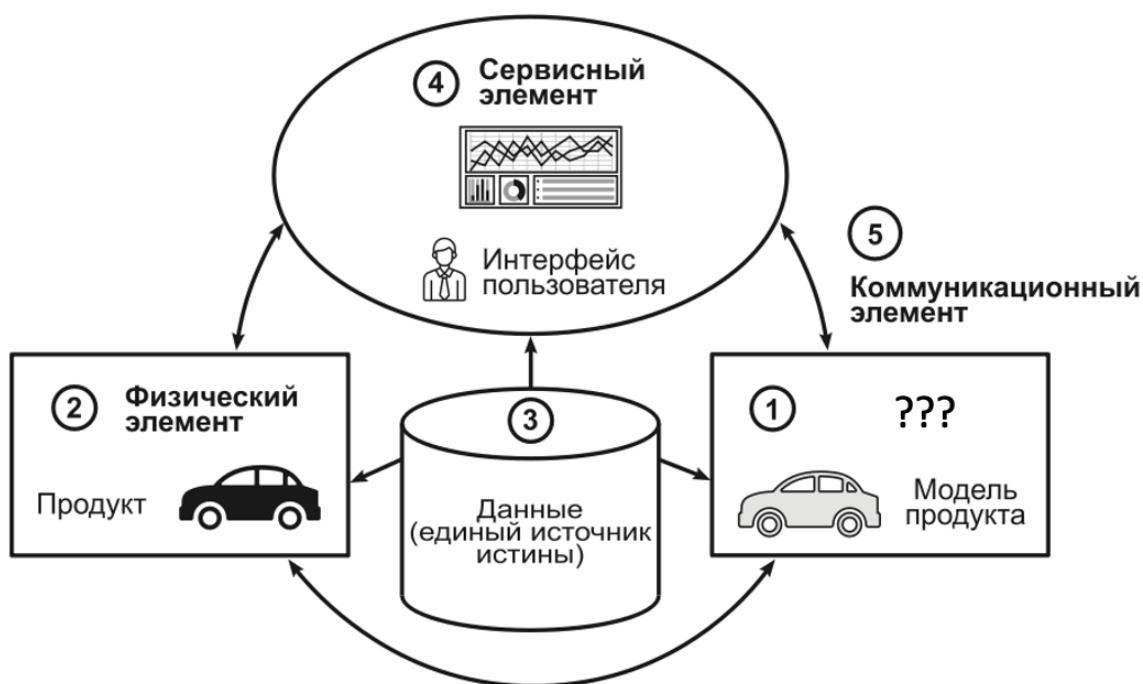 4 Сервисный
элемент
Интерфейс
пользователя
5
Коммуникационный
элемент
2 Физический
элемент
Продукт
3
Данные
(единый источник
истины)
1 ???
Модель
продукта